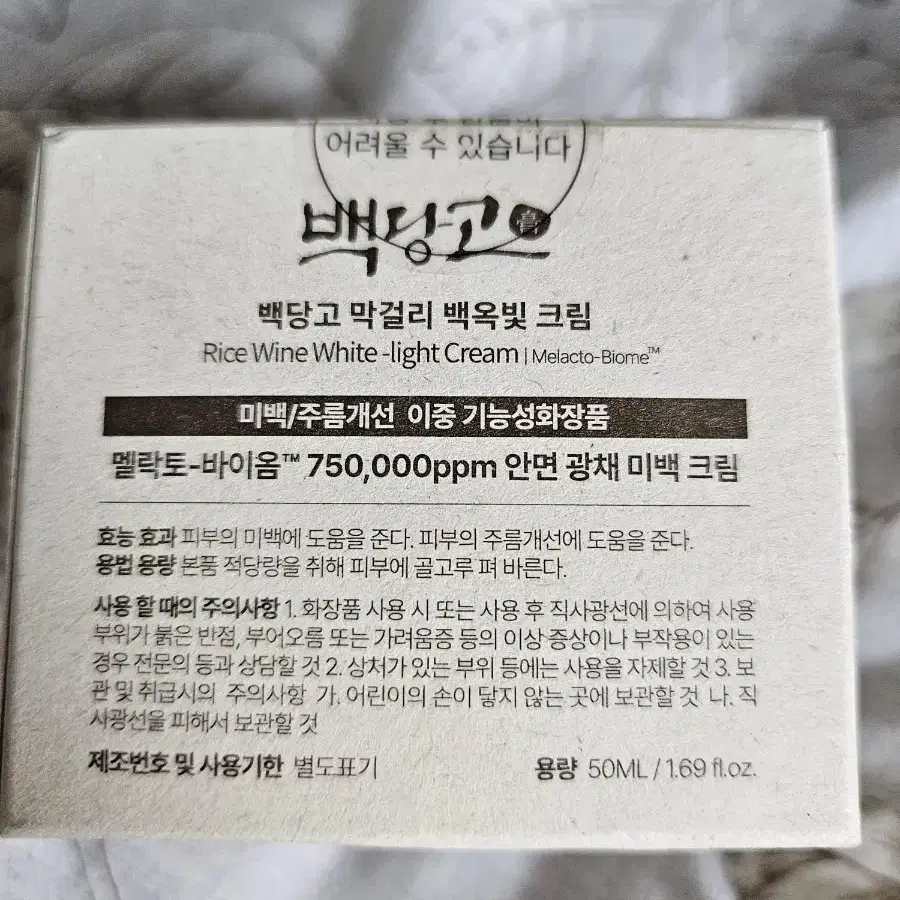 어려울 수 있습니다
백당고 膏
백당고 막걸리 백옥빛 크림
Rice Wine White -light Cream | Melacto-Biome™
미백/주름개선 이중 기능성화장품
멜락토-바이옴™ 750,000ppm 안면 광채 미백 크림
효능 효과 피부의 미백에 도움을 준다. 피부의 주름개선에 도움을 준다.
용법 용량 본품 적당량을 취해 피부에 골고루 펴 바른다.
사용 할 때의 주의사항 1. 화장품 사용 시 또는 사용 후 직사광선에 의하여 사용
부위가 붉은 반점, 부어오름 또는 가려움증 등의 이상 증상이나 부작용이 있는
경우 전문의 등과 상담할 것 2. 상처가 있는 부위 등에는 사용을 자제할 것 3. 보
관 및 취급시의 주의사항 가. 어린이의 손이 닿지 않는 곳에 보관할 것 나. 직
사광선을 피해서 보관할 것
제조번호 및 사용기한 별도표기
용량 50ML / 1.69 fl.oz.